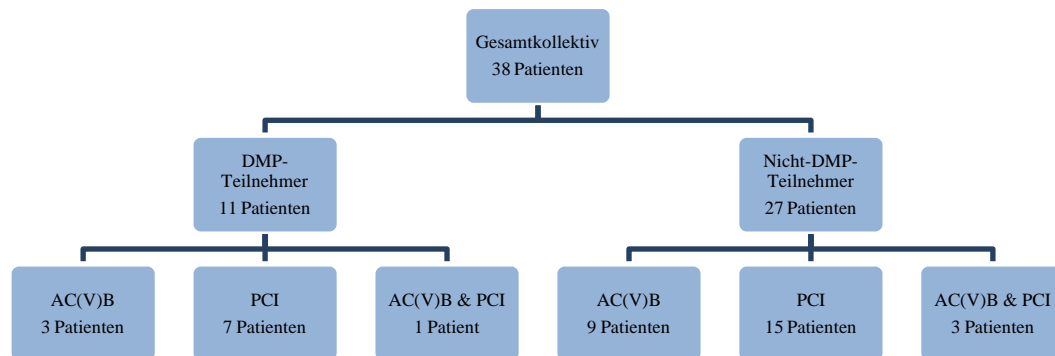 Gesamtkollektiv
38 Patienten
DMP-
Teilnehmer
11 Patienten
Nicht-DMP-
Teilnehmer
27 Patienten
AC(V)B
3 Patienten
PCI
7 Patienten
AC(V)B & PCI
1 Patient
AC(V)B
9 Patienten
PCI
15 Patienten
AC(V)B & PCI
3 Patienten